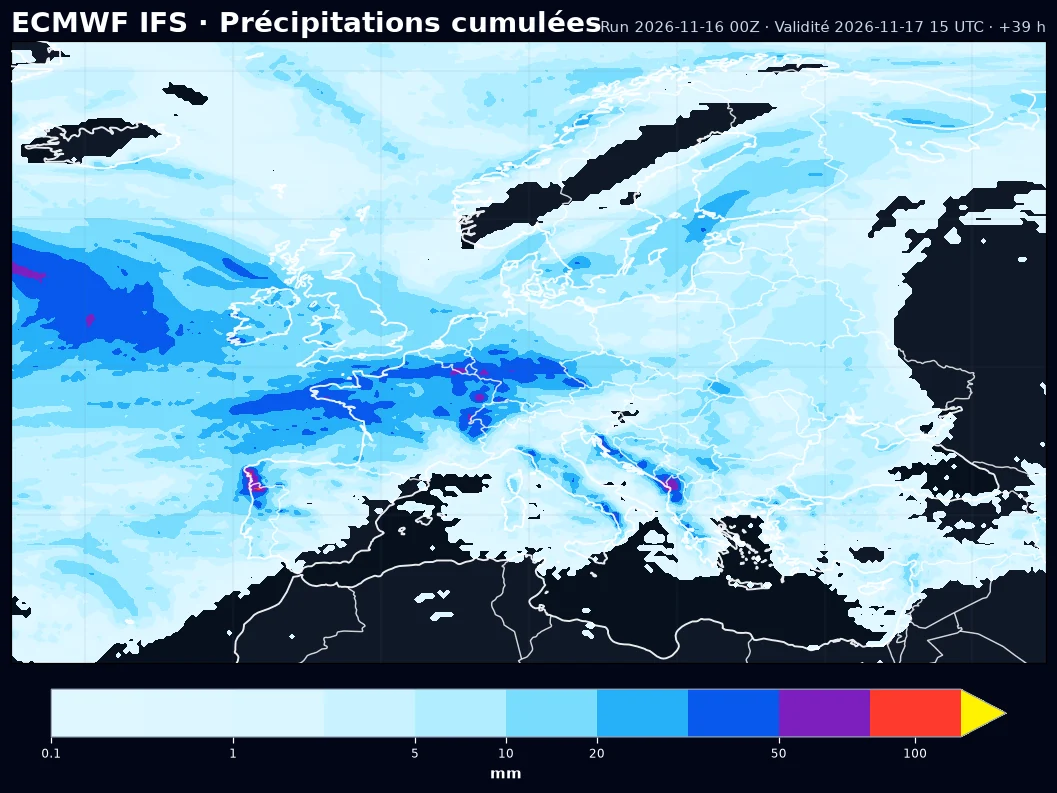 ECMWF IFS · Précipitations cumulées Run 2026-11-16 00Z · Validité 2026-11-17 15 UTC · +39 h
0.1 1 5 10 20 50 100
mm